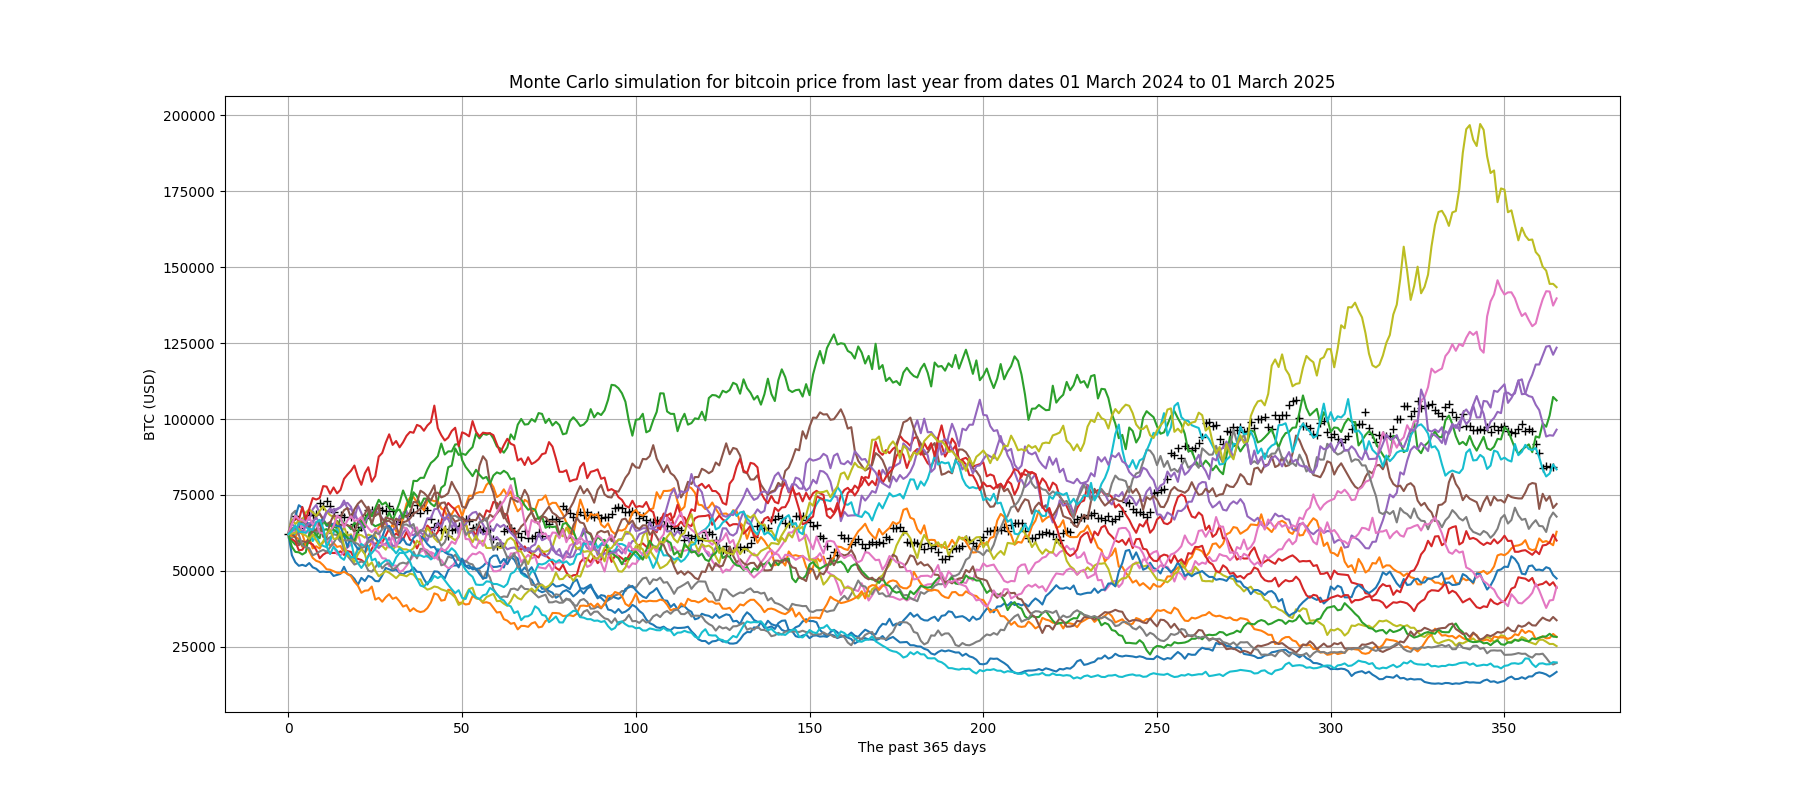 Monte Carlo simulation for bitcoin price from last year from dates 01 March 2024 to 01 March 2025
200000
175000
150000
125000
100000
75000
50000
25000
BTC (USD)
0 50 100 150 200 250 300 350
The past 365 days